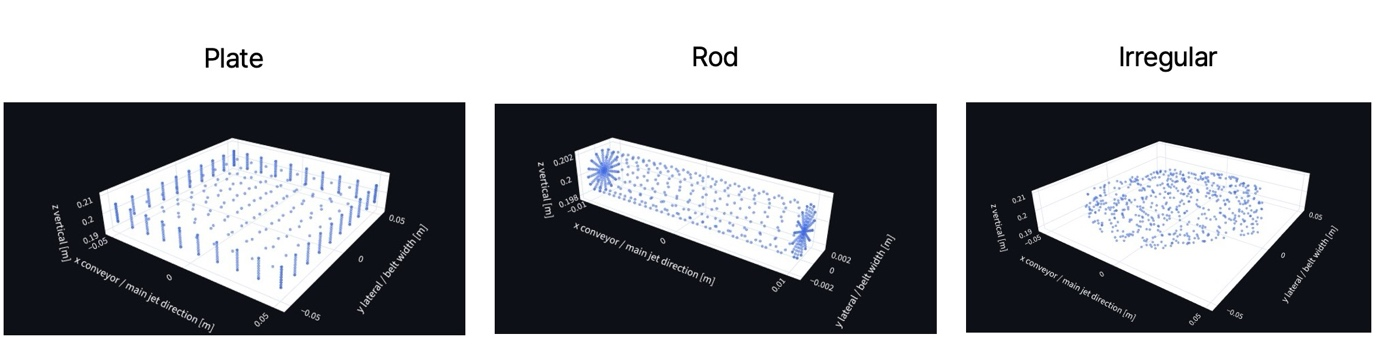 Plate
Rod
Irregular
0.21
0.2
0.19
−0.05
z vertical [m]
x conveyor / main jet direction [m]
0
0.05
y lateral / belt width [m]
0.05
0
−0.05
0.202
0.2
0.198
−0.01
z vertical [m]
x conveyor / main jet direction [m]
0
0.01
y lateral / belt width [m]
0.002
0
−0.002
0.21
0.2
0.19
−0.05
z vertical [m]
x conveyor / main jet direction [m]
0
0.05
y lateral / belt width [m]
0.05
0
−0.05